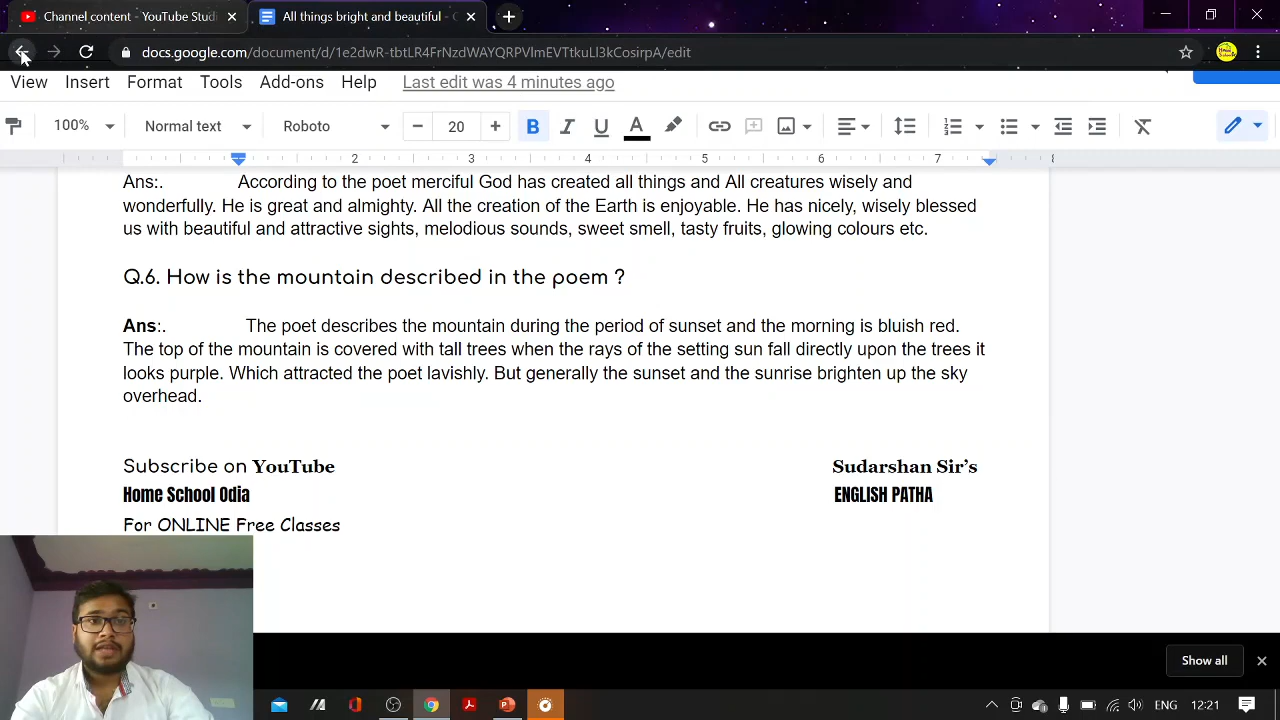 Channel content - YouTube Studi
All things bright and beautiful -
docs.google.com/document/d/1e2dwR-tbtLR4FrNzdWAYQRPVlmEVTtkuLl3kCosirpA/edit
View Insert Format Tools Add-ons Help Last edit was 4 minutes ago
100% Normal text Roboto 20 B I U A
2 3 4 5 6 7 8
Ans:. According to the poet merciful God has created all things and All creatures wisely and
wonderfully. He is great and almighty. All the creation of the Earth is enjoyable. He has nicely, wisely blessed
us with beautiful and attractive sights, melodious sounds, sweet smell, tasty fruits, glowing colours etc.
Q.6. How is the mountain described in the poem ?
Ans:. The poet describes the mountain during the period of sunset and the morning is bluish red.
The top of the mountain is covered with tall trees when the rays of the setting sun fall directly upon the trees it
looks purple. Which attracted the poet lavishly. But generally the sunset and the sunrise brighten up the sky
overhead.
Subscribe on YouTube Sudarshan Sir's
Home School Odia ENGLISH PATHA
For ONLINE Free Classes
Show all
ENG 12:21